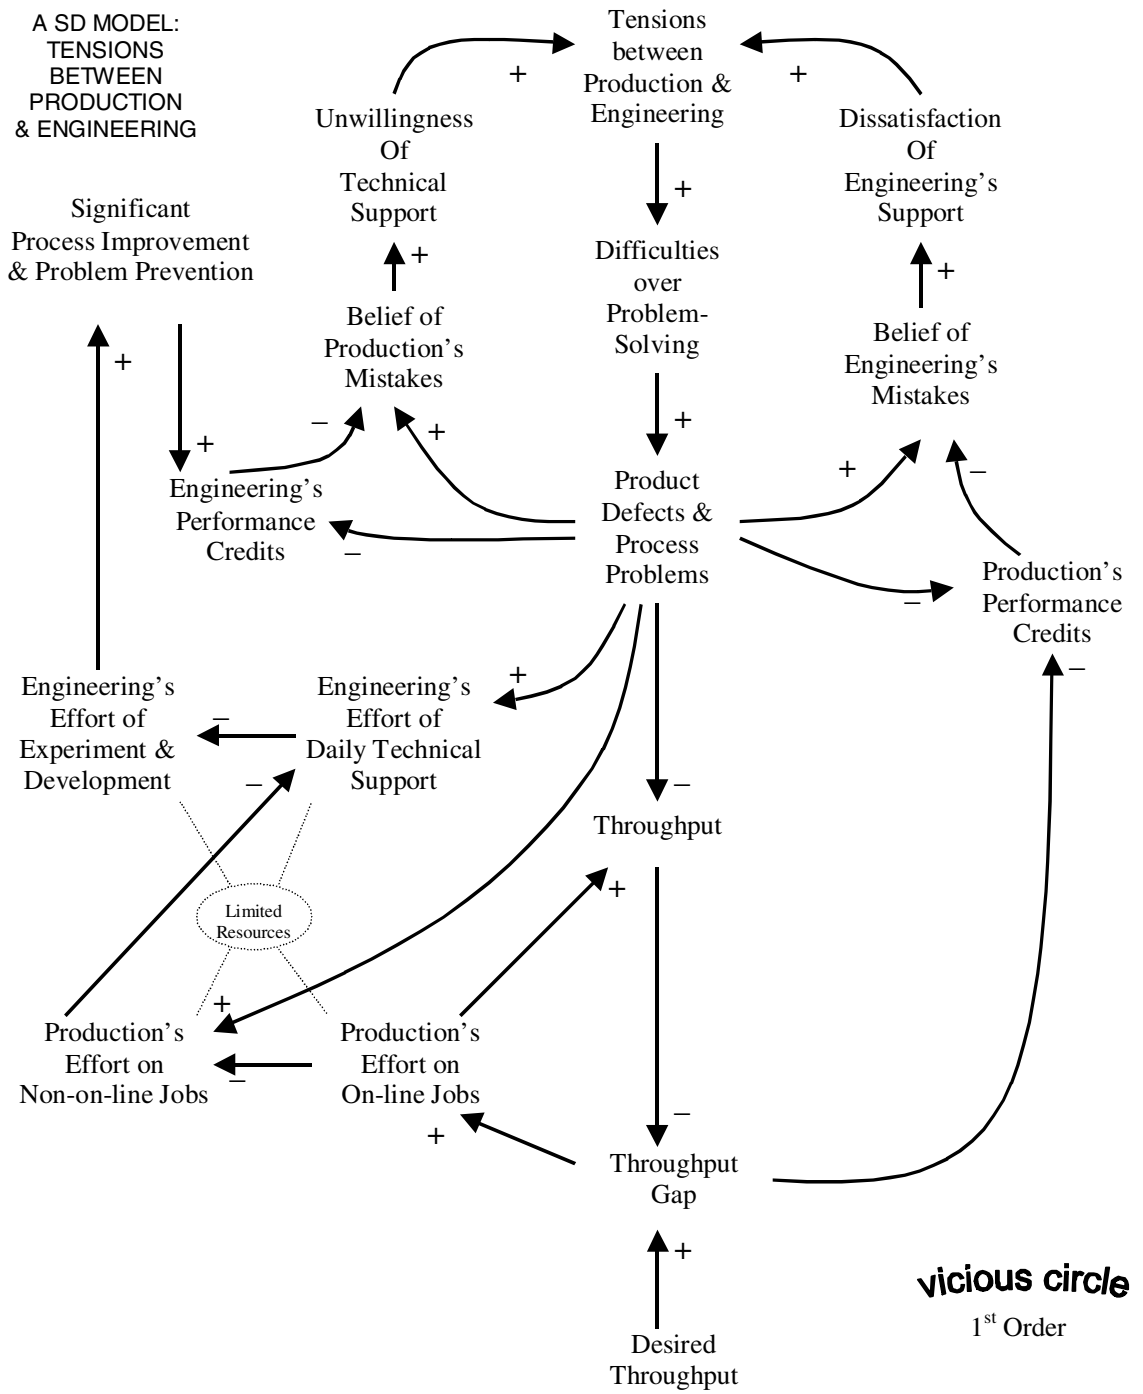 A SD MODEL:
TENSIONS
BETWEEN
PRODUCTION
& ENGINEERING
Tensions
between
Production &
Engineering
+
+
Unwillingness
Of
Technical
Support
Dissatisfaction
Of
Engineering's
Support
+
Significant
Process Improvement
& Problem Prevention
+
+
Difficulties
over
Problem-
Solving
Belief of
Production's
Mistakes
Belief of
Engineering's
Mistakes
+
–
+
+
+
+
–
Engineering's
Performance
Credits
–
Product
Defects &
Process
Problems
–
Production's
Performance
Credits
–
Engineering's
Effort of
Experiment &
Development
–
Engineering's
Effort of
Daily Technical
Support
+
–
–
Throughput
+
Limited
Resources
+
Production's
Effort on
Non-on-line Jobs
–
Production's
Effort on
On-line Jobs
+
–
Throughput
Gap
+
Desired
Throughput
vicious circle
1st Order